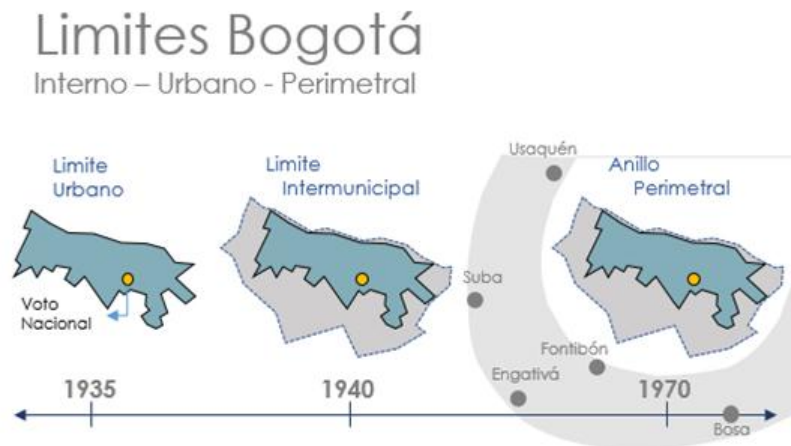 Limites Bogotá
Interno – Urbano - Perimetral
Limite
Urbano
Limite
Intermunicipal
Usaquén
Anillo
Perimetral
Voto
Nacional
Suba
Fontibón
Engativá
1935
1940
1970
Bosa